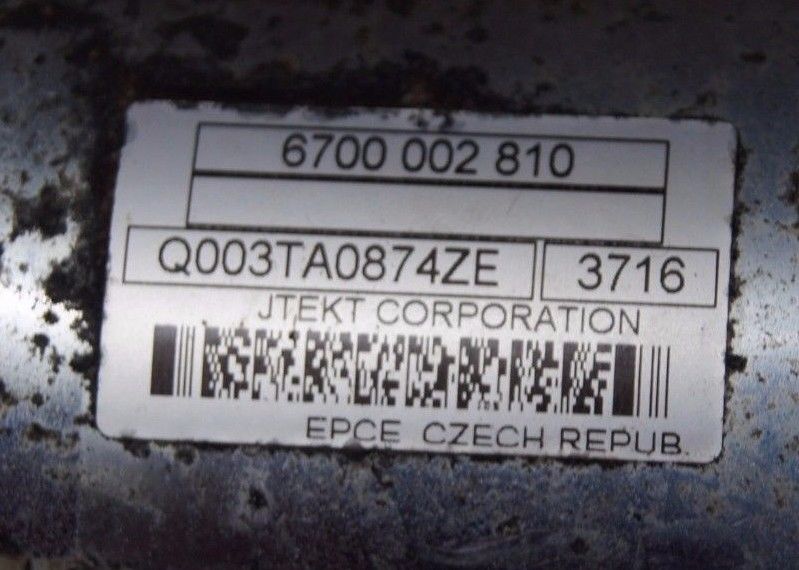 6700 002 810
Q003TA0874ZE 3716
JTEKT CORPORATION
EPCE CZECH REPUB.